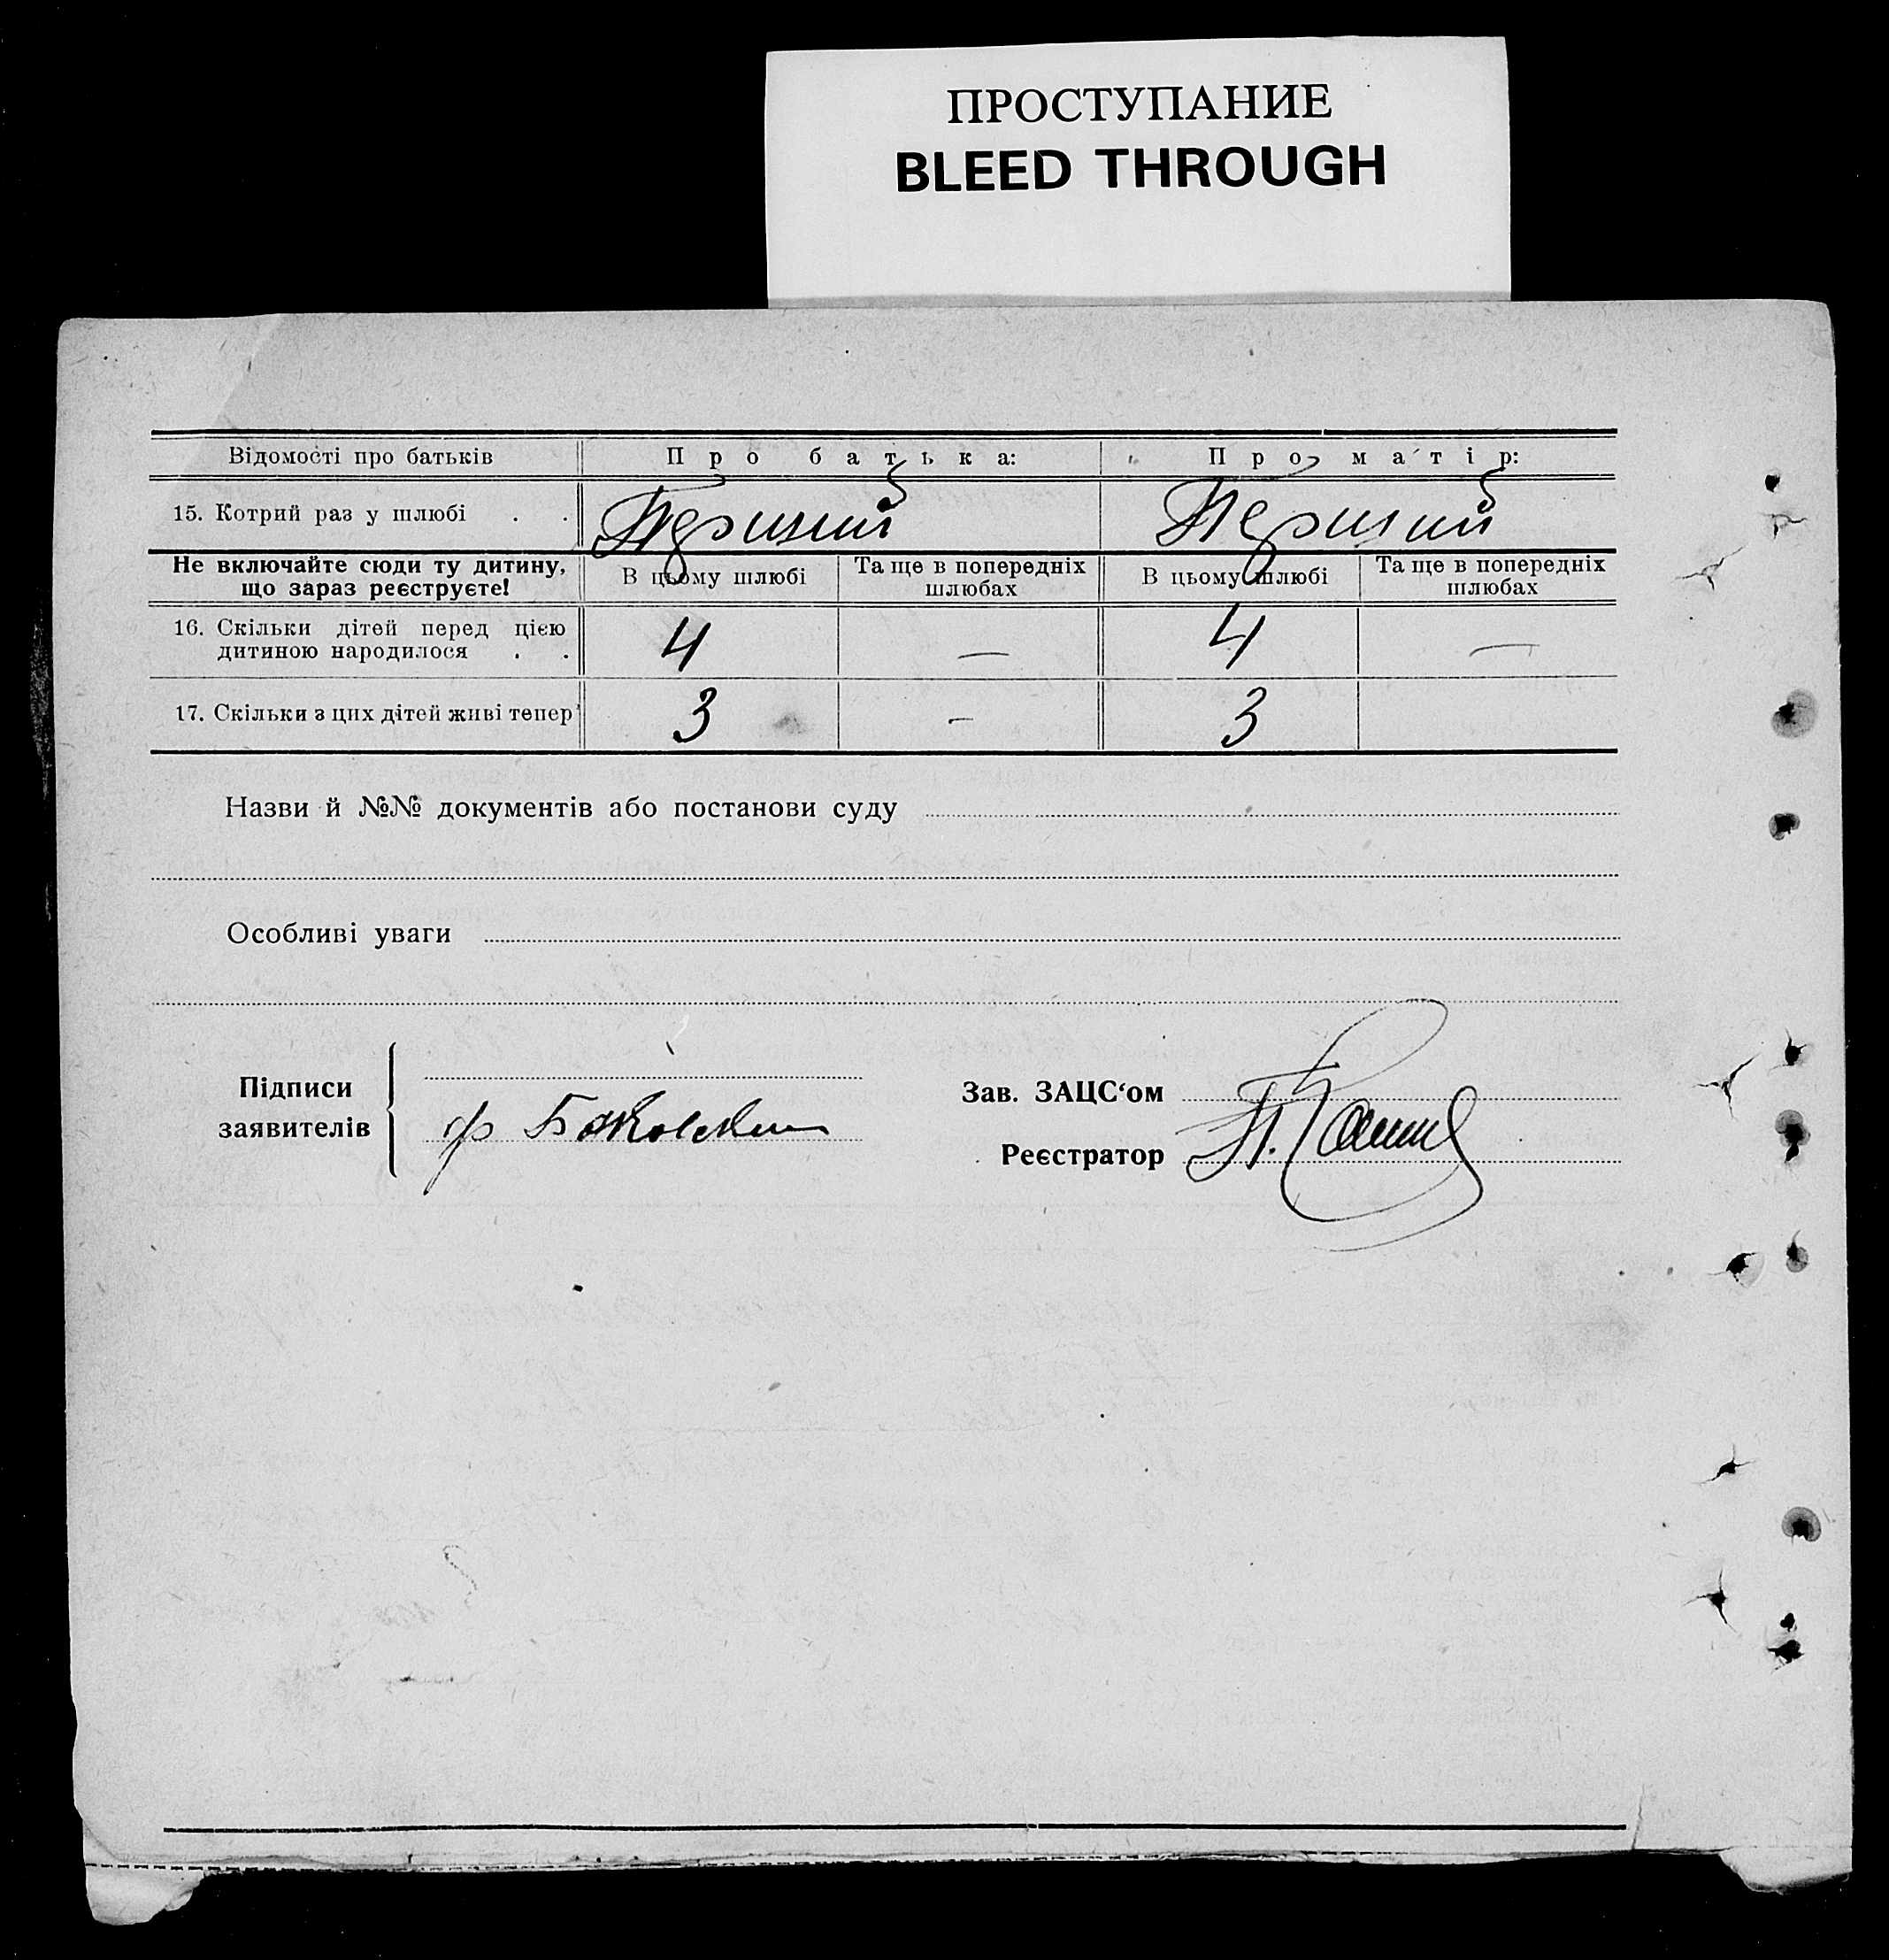 ПРОСТУПАНИЕ
BLEED THROUGH
Відомості про батьків Про батька: Про матір:
15. Котрий раз у шлюбі . . Перший Перший
Не включайте сюди ту дитину, що зараз реєструєте! В цьому шлюбі Та ще в попередніх шлюбах В цьому шлюбі Та ще в попередніх шлюбах
16. Скільки дітей перед цією
дитиною народилося . . 4 — 4 —
17. Скільки з цих дітей живі тепер 3 — 3
Назви й №№ документів або постанови суду
Особливі уваги
Підписи
заявителів
Зав. ЗАЦС‘ом
Реєстратор